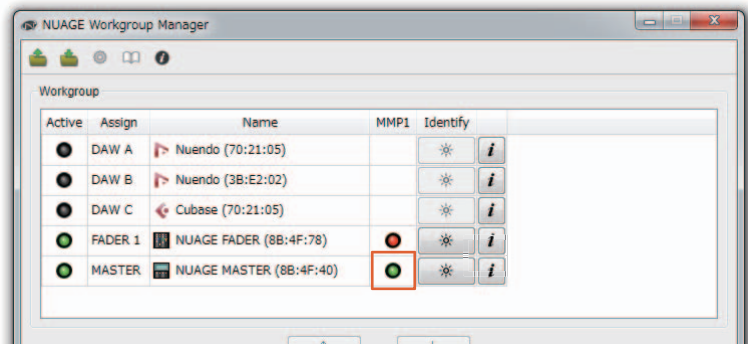 NUAGE Workgroup Manager
Workgroup
Active Assign Name MMP1 Identify
DAW A Nuendo (70:21:05) i
DAW B Nuendo (3B:E2:02) i
DAW C Cubase (70:21:05) i
FADER 1 NUAGE FADER (8B:4F:78) i
MASTER NUAGE MASTER (8B:4F:40) i